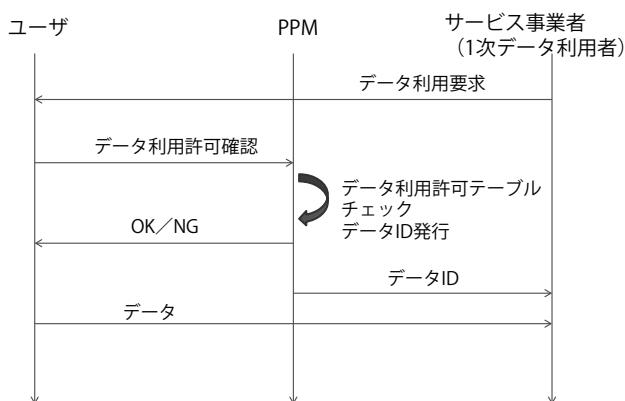 ユーザ
PPM
サービス事業者
（1次データ利用者）
データ利用要求
データ利用許可確認
データ利用許可テーブル
チェック
データID発行
OK／NG
データID
データ